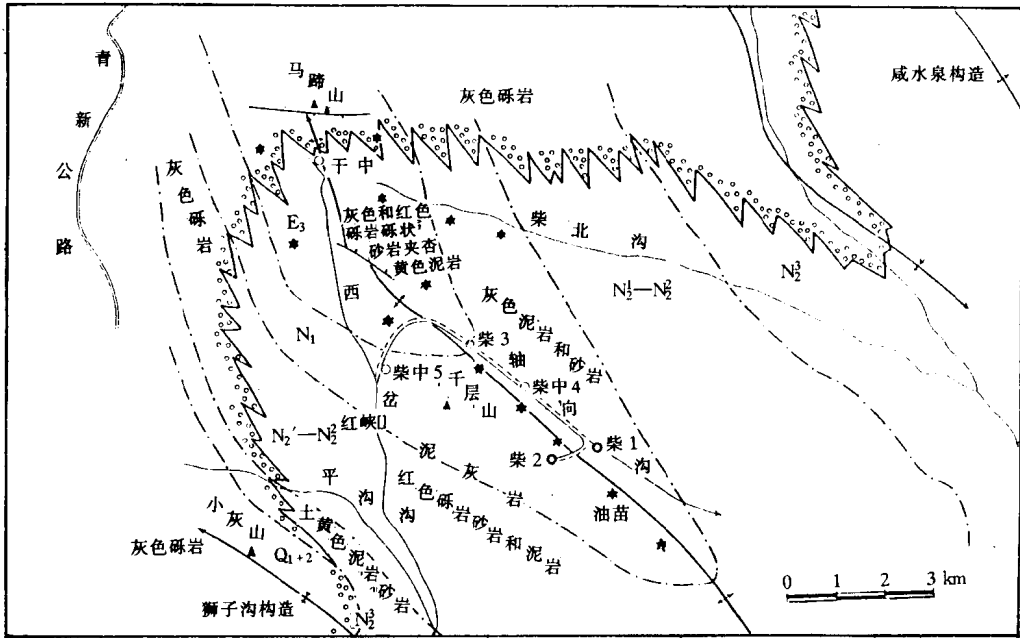 青新公路
马蹄山
灰色砾岩
咸水泉构造
灰色砾岩
干中
E₃
灰色和红色
砾岩砾状
砂岩夹杏
黄色泥岩
柴北沟
N₂¹—N₂²
N₂³
西岔沟
N₁
灰色泥岩和砂岩
柴3
轴向沟
柴中5
千层山
柴中4
红峡
N₂′—N₂²
泥灰岩
柴1
柴2
油苗
平沟
红色砾岩砂岩和泥岩
小灰山
土黄色泥岩砂岩
灰色砾岩
Q₁₊₂
狮子沟构造
N₂³
0 1 2 3 km